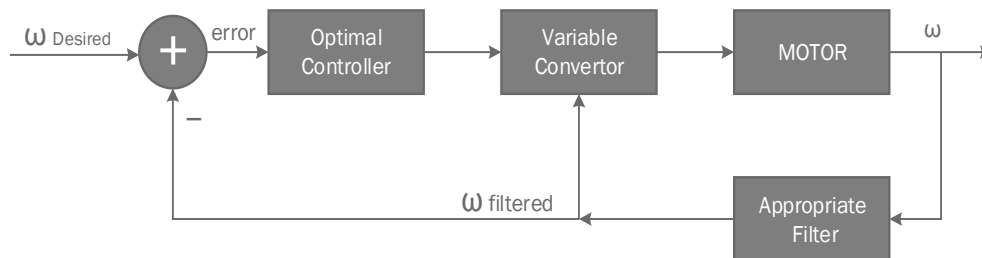 ω Desired
+
error
Optimal
Controller
Variable
Convertor
MOTOR
ω
−
ω filtered
Appropriate
Filter